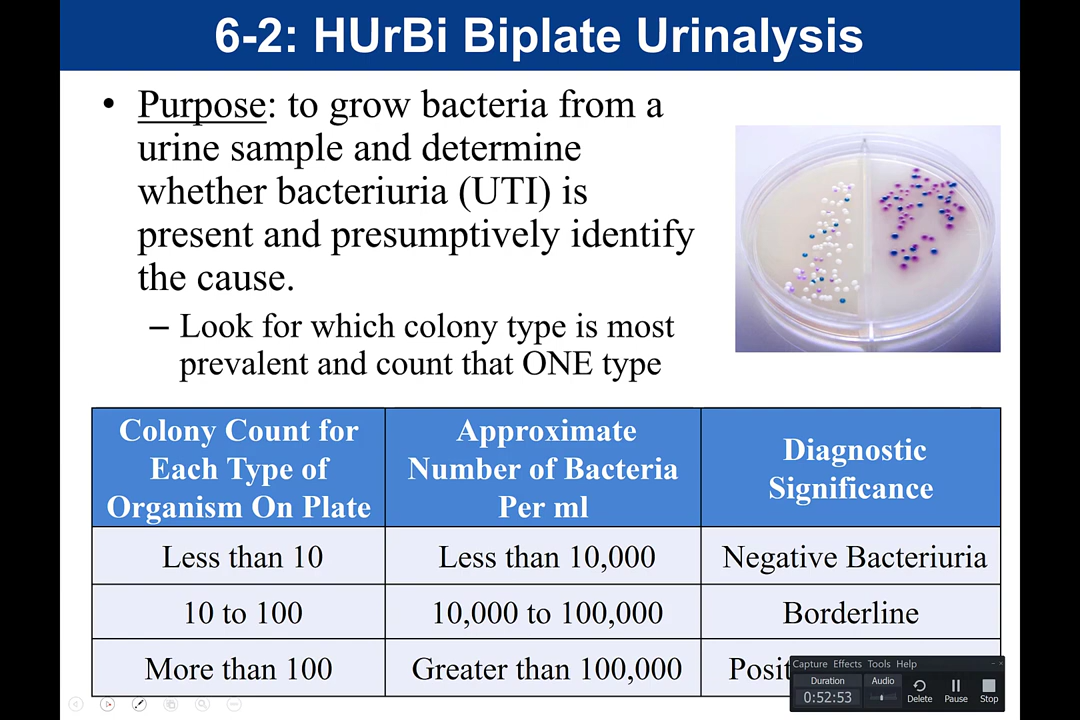 6-2: HUrBi Biplate Urinalysis
• Purpose: to grow bacteria from a
urine sample and determine
whether bacteriuria (UTI) is
present and presumptively identify
the cause.
– Look for which colony type is most
prevalent and count that ONE type
Colony Count for
Each Type of
Organism On Plate
Approximate
Number of Bacteria
Per ml
Diagnostic
Significance
Less than 10
Less than 10,000
Negative Bacteriuria
10 to 100
10,000 to 100,000
Borderline
More than 100
Greater than 100,000
Posit
Capture Effects Tools Help
Duration
0:52:53
Audio
Delete
Pause
Stop